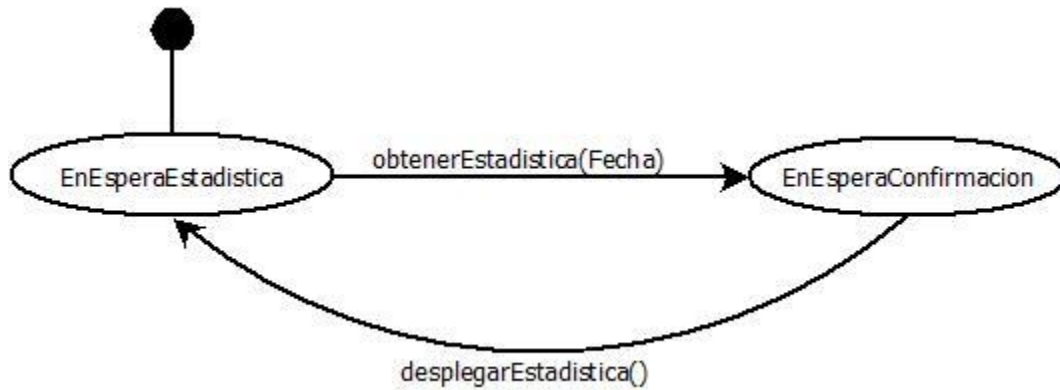 obtenerEstadistica(Fecha)
EnEsperaEstadistica
EnEsperaConfirmacion
desplegarEstadistica()